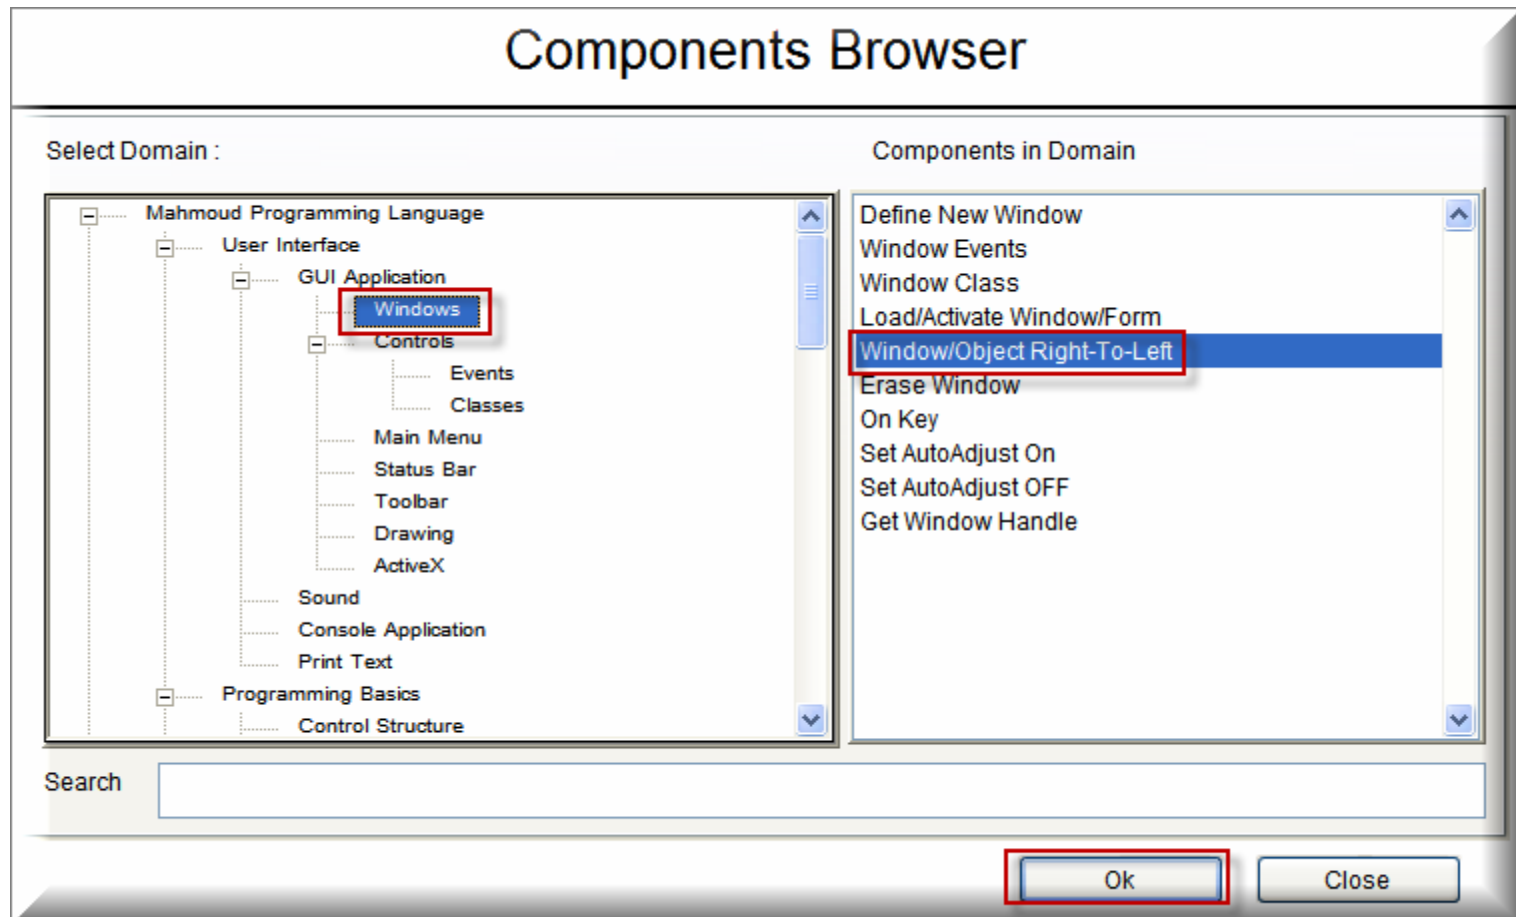 Components Browser
Select Domain :
Components in Domain
Mahmoud Programming Language
User Interface
GUI Application
Windows
Controls
Events
Classes
Main Menu
Status Bar
Toolbar
Drawing
ActiveX
Sound
Console Application
Print Text
Programming Basics
Control Structure
Define New Window
Window Events
Window Class
Load/Activate Window/Form
Window/Object Right-To-Left
Erase Window
On Key
Set AutoAdjust On
Set AutoAdjust OFF
Get Window Handle
Search
Ok
Close